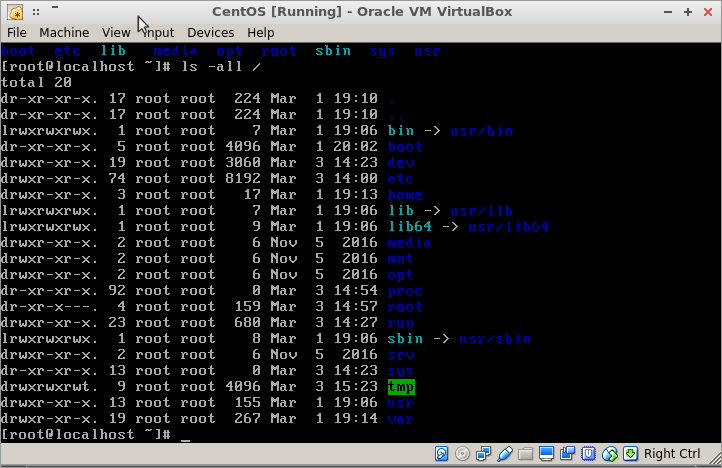 CentOS [Running] - Oracle VM VirtualBox
File Machine View Input Devices Help
boot etc lib media opt root sbin sys usr
[root@localhost ~]# ls -all /
total 20
dr-xr-xr-x. 17 root root 224 Mar 1 19:10 .
dr-xr-xr-x. 17 root root 224 Mar 1 19:10 ..
lrwxrwxrwx. 1 root root 7 Mar 1 19:06 bin -> usr/bin
dr-xr-xr-x. 5 root root 4096 Mar 1 20:02 boot
drwxr-xr-x. 19 root root 3060 Mar 3 14:23 dev
drwxr-xr-x. 74 root root 8192 Mar 3 14:00 etc
drwxr-xr-x. 3 root root 17 Mar 1 19:13 home
lrwxrwxrwx. 1 root root 7 Mar 1 19:06 lib -> usr/lib
lrwxrwxrwx. 1 root root 9 Mar 1 19:06 lib64 -> usr/lib64
drwxr-xr-x. 2 root root 6 Nov 5 2016 media
drwxr-xr-x. 2 root root 6 Nov 5 2016 mnt
drwxr-xr-x. 2 root root 6 Nov 5 2016 opt
dr-xr-xr-x. 92 root root 0 Mar 3 14:54 proc
dr-xr-x---. 4 root root 159 Mar 3 14:57 root
drwxr-xr-x. 23 root root 680 Mar 3 14:27 run
lrwxrwxrwx. 1 root root 8 Mar 1 19:06 sbin -> usr/sbin
drwxr-xr-x. 2 root root 6 Nov 5 2016 srv
dr-xr-xr-x. 13 root root 0 Mar 3 14:23 sys
drwxrwxrwt. 9 root root 4096 Mar 3 15:23 tmp
drwxr-xr-x. 13 root root 155 Mar 1 19:06 usr
drwxr-xr-x. 19 root root 267 Mar 1 19:14 var
[root@localhost ~]# _
Right Ctrl